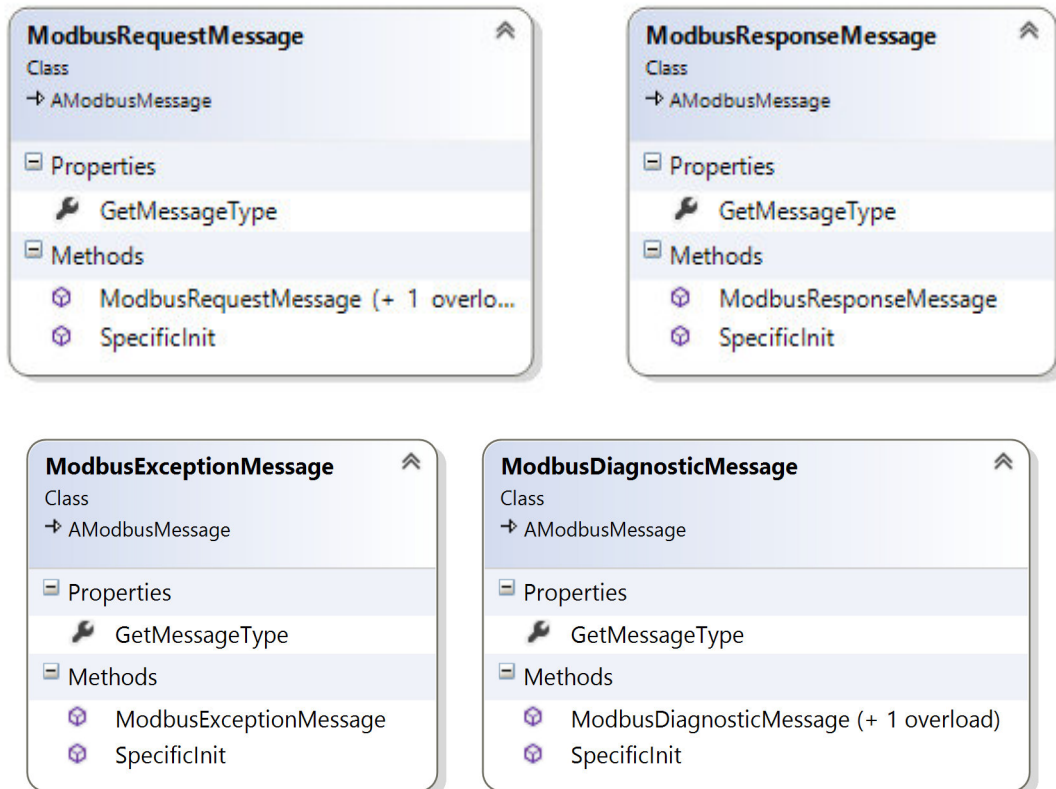 ModbusRequestMessage
Class
AModbusMessage
Properties
GetMessageType
Methods
ModbusRequestMessage (+ 1 overlo...
SpecificInit
ModbusResponseMessage
Class
AModbusMessage
Properties
GetMessageType
Methods
ModbusResponseMessage
SpecificInit
ModbusExceptionMessage
Class
AModbusMessage
Properties
GetMessageType
Methods
ModbusExceptionMessage
SpecificInit
ModbusDiagnosticMessage
Class
AModbusMessage
Properties
GetMessageType
Methods
ModbusDiagnosticMessage (+ 1 overload)
SpecificInit